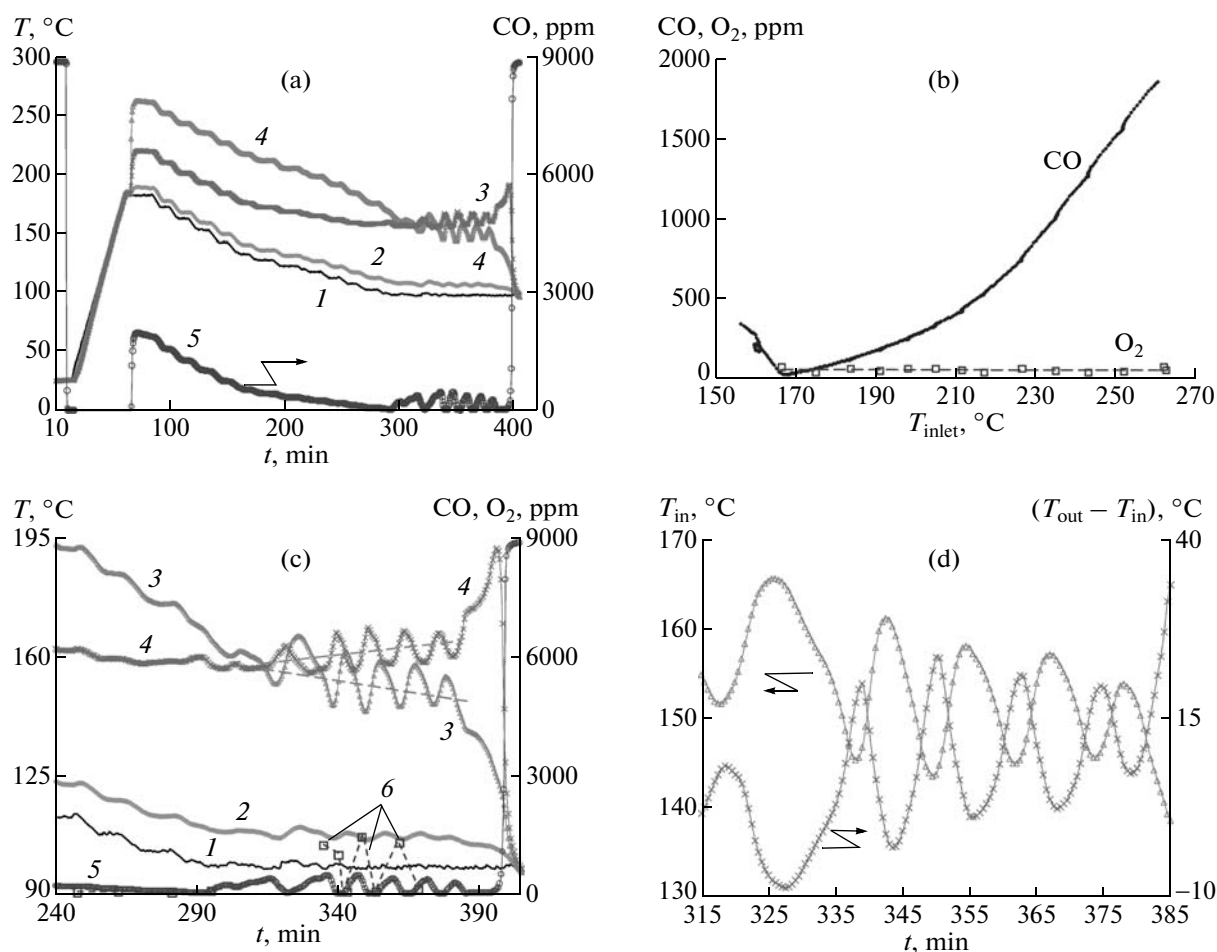 T, °C CO, ppm
300 9000
(a)
250
4
200 6000
3
150
2
4
100 1 3000
5
50
0 0
10 100 200 300 400
t, min
CO, O2, ppm
2000
(b)
1500
CO
1000
500
O2
0
150 170 190 210 230 250 270
Tinlet, °C
T, °C CO, O2, ppm
195 9000
(c)
3 4
4
160 6000
3
125 3000
6
2
1
5
90 0
240 290 340 390
t, min
Tin, °C (Tout – Tin), °C
170 40
(d)
160
150 15
140
130 –10
315 325 335 345 355 365 375 385
t, min